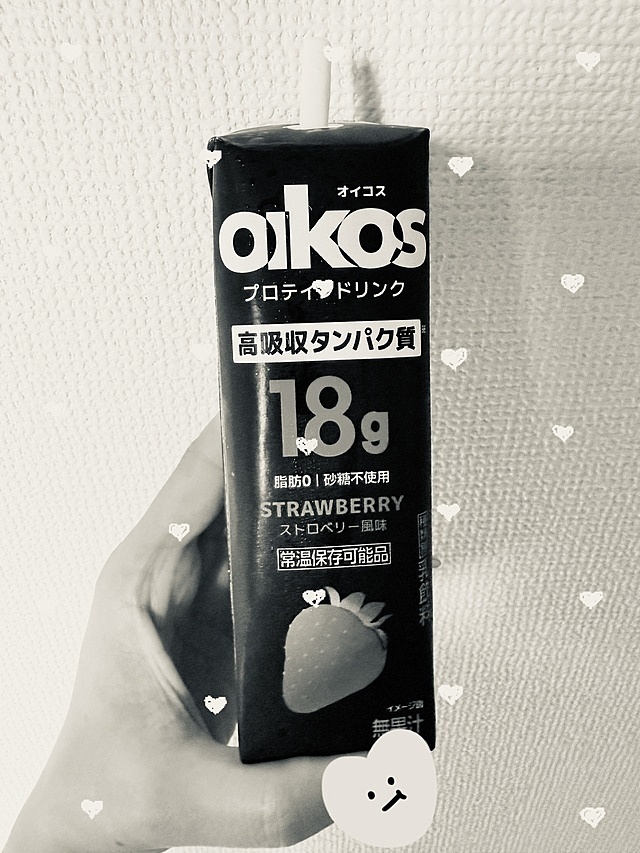 オイコス
oikos
プロテインドリンク
高吸収タンパク質
18g
脂肪0 | 砂糖不使用
STRAWBERRY
ストロベリー風味
常温保存可能品
イメージ図
無果汁